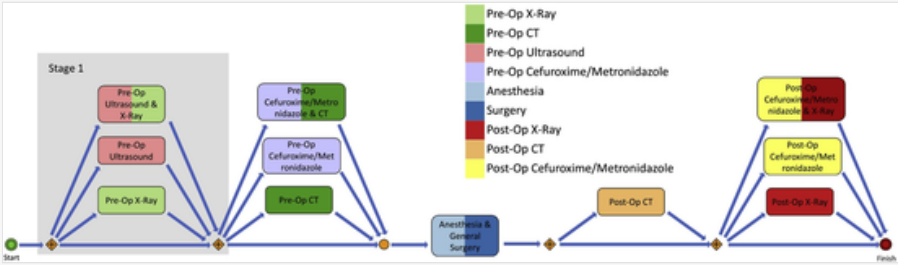 Pre-Op X-Ray
Pre-Op CT
Pre-Op Ultrasound
Pre-Op Cefuroxime/Metronidazole
Anesthesia
Surgery
Post-Op X-Ray
Post-Op CT
Post-Op Cefuroxime/Metronidazole
Stage 1
Pre-Op
Ultrasound &
X-Ray
Pre-Op
Ultrasound
Pre-Op X-Ray
Pre-Op
Cefuroxime/Metro
nidazole & CT
Pre-Op
Cefuroxime/Met
ronidazole
Pre-Op CT
Anesthesia &
General
Surgery
Post-Op CT
Post-Op
Cefuroxime/Metro
nidazole & X-Ray
Post-Op
Cefuroxime/Met
ronidazole
Post-Op X-Ray
Start
Finish